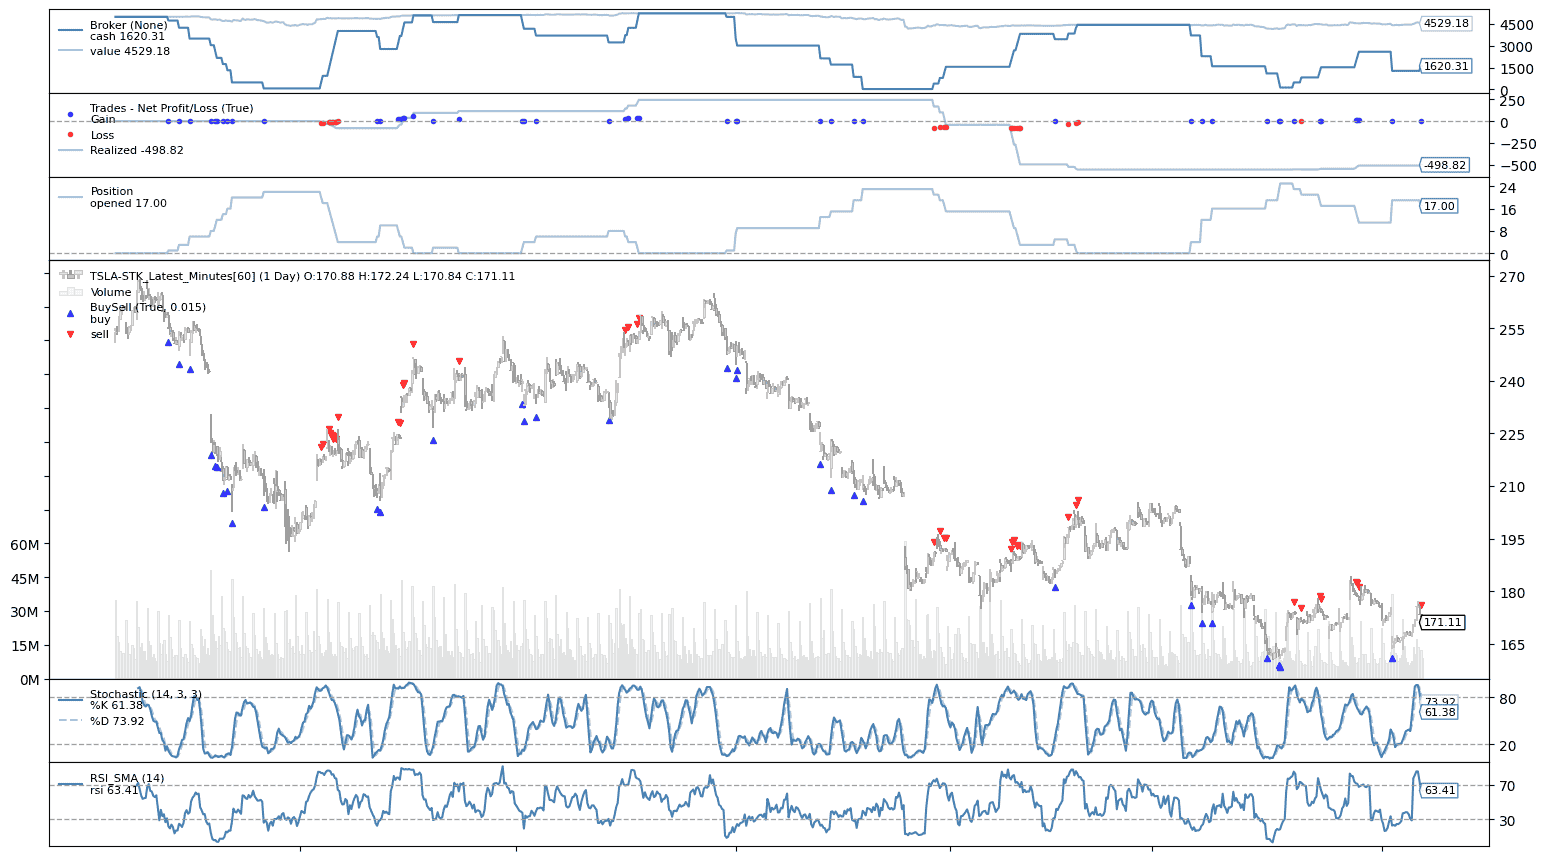 Broker (None)
cash 1620.31
value 4529.18
4529.18
1620.31
4500
3000
1500
0
Trades - Net Profit/Loss (True)
Gain
Loss
Realized -498.82
-498.82
250
0
−250
−500
Position
opened 17.00
17.00
24
16
8
0
TSLA-STK_Latest_Minutes[60] (1 Day) O:170.88 H:172.24 L:170.84 C:171.11
Volume
BuySell (True, 0.015)
buy
sell
171.11
270
255
240
225
210
195
180
165
60M
45M
30M
15M
0M
Stochastic (14, 3, 3)
%K 61.38
%D 73.92
73.92
61.38
80
20
RSI_SMA (14)
rsi 63.41
63.41
70
30